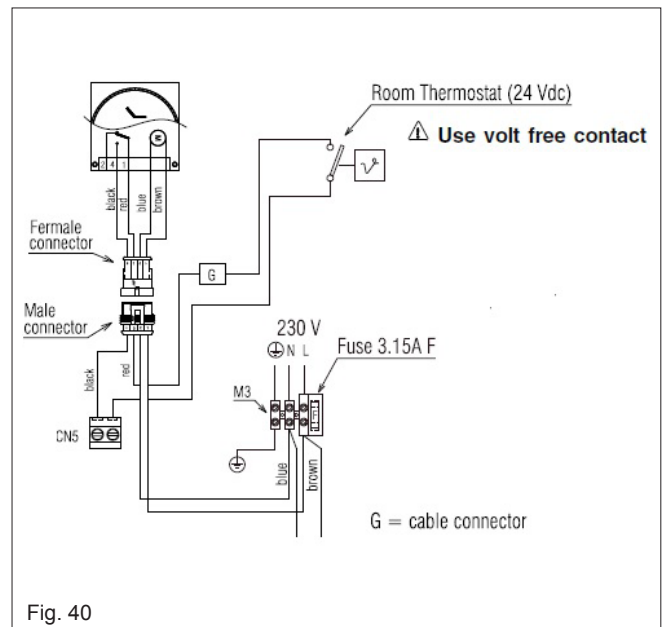 Room Thermostat (24 Vdc)
⚠ Use volt free contact
M
2 4 1
black
red
blue
brown
Fermale
connector
G
Male
connector
230 V
N L
Fuse 3.15A F
black
red
M3
CN5
blue
brown
G = cable connector
Fig. 40